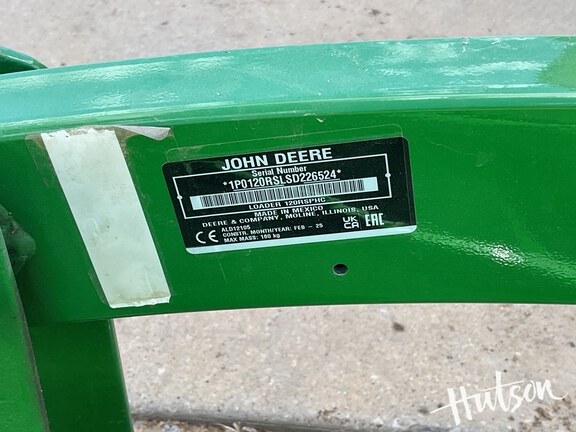 JOHN DEERE
Serial Number
*1P0120RSLSD226524*
LOADER 120RSPHC
MADE IN MEXICO
DEERE & COMPANY, MOLINE, ILLINOIS, USA
ALD12105
CONSTR. MONTH/YEAR: FEB - 25
MAX MASS: 160 kg
CE
UK
CA
EAC
Hutson